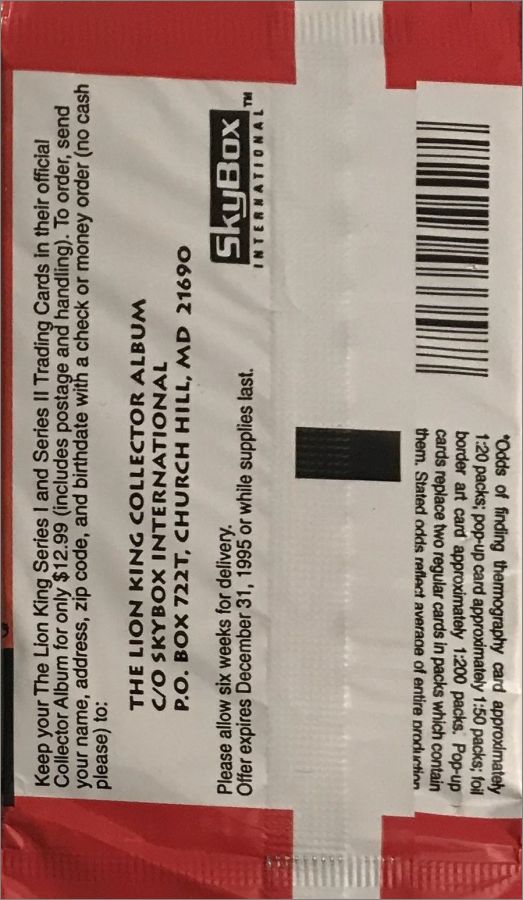 Keep your The Lion King Series I and Series II Trading Cards in their official
Collector Album for only $12.99 (includes postage and handling). To order, send
your name, address, zip code, and birthdate with a check or money order (no cash
please) to:
THE LION KING COLLECTOR ALBUM
C/O SKYBOX INTERNATIONAL
P.O. BOX 722T, CHURCH HILL, MD 21690
Please allow six weeks for delivery.
Offer expires December 31, 1995 or while supplies last.
SkyBox™
INTERNATIONAL
*Odds of finding thermography card approximately
1:20 packs; pop-up card approximately 1:50 packs; foil
border art card approximately 1:200 packs. Pop-up
cards replace two regular cards in packs which contain
them. Stated odds reflect average of entire production